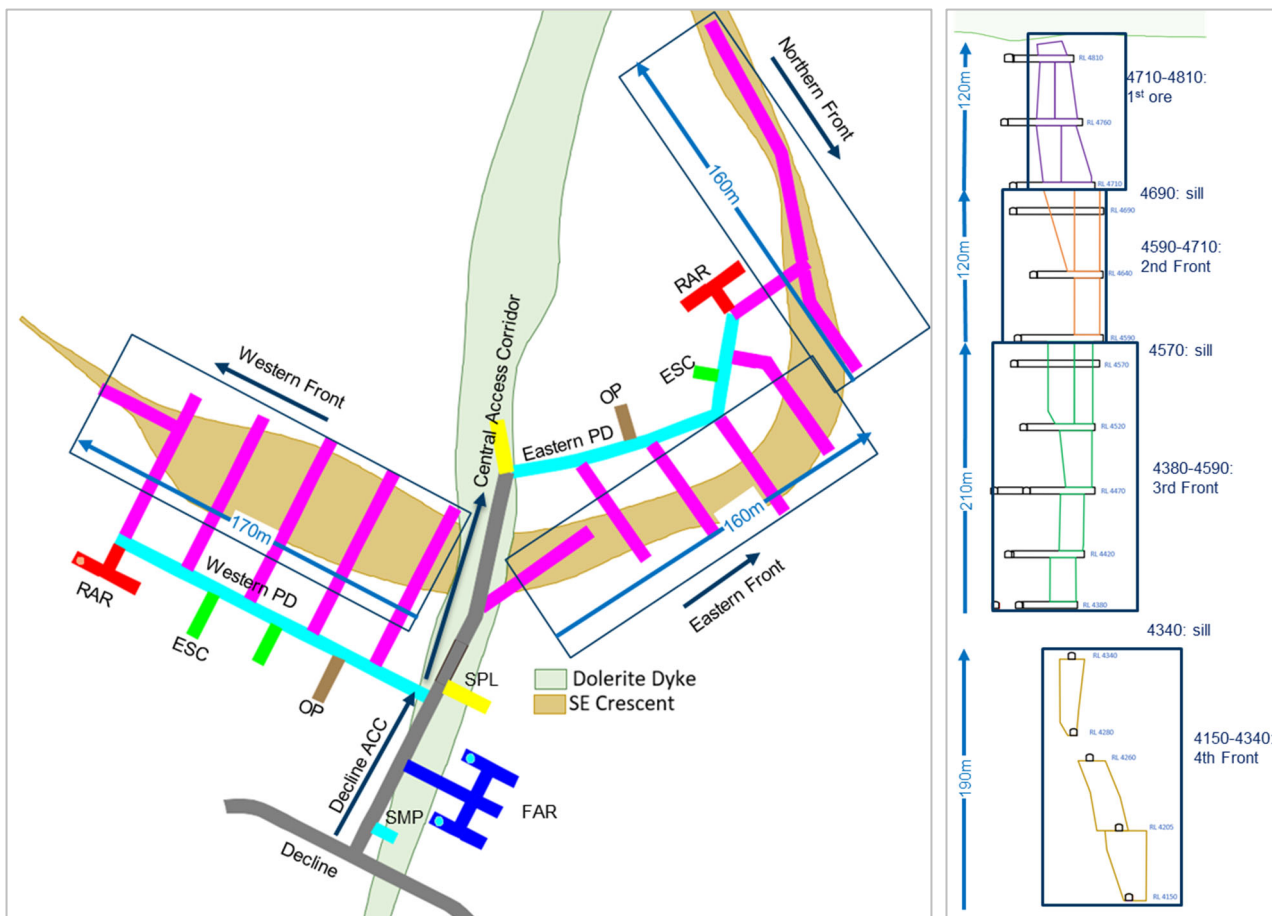 Northern Front
160m
RAR
Western Front
Central Access Corridor
ESC
OP
Eastern PD
170m
Western PD
160m
RAR
Eastern Front
ESC
SPL
Dolerite Dyke
SE Crescent
OP
Decline ACC
SMP
FAR
Decline
120m
RL 4810
4710-4810:
1st ore
RL 4760
RL 4710
4690: sill
120m
RL 4690
4590-4710:
2nd Front
RL 4640
RL 4590
4570: sill
RL 4570
210m
RL 4520
4380-4590:
3rd Front
RL 4470
RL 4420
RL 4380
4340: sill
190m
RL 4340
RL 4280
4150-4340:
4th Front
RL 4260
RL 4205
RL 4150